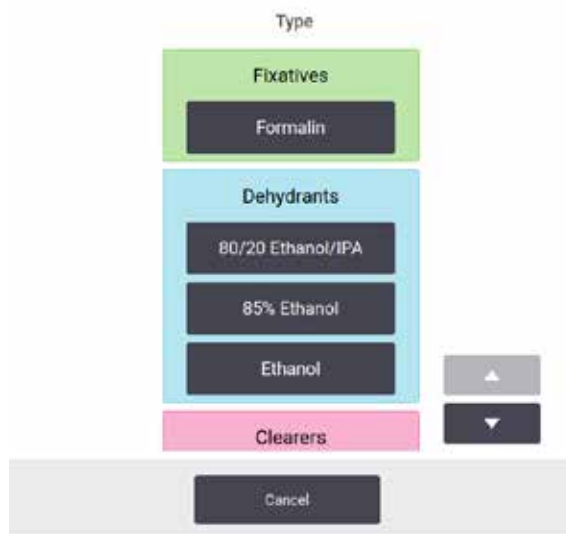 Type
Fixatives
Formalin
Dehydrants
80/20 Ethanol/IPA
85% Ethanol
Ethanol
Clearers
Cancel